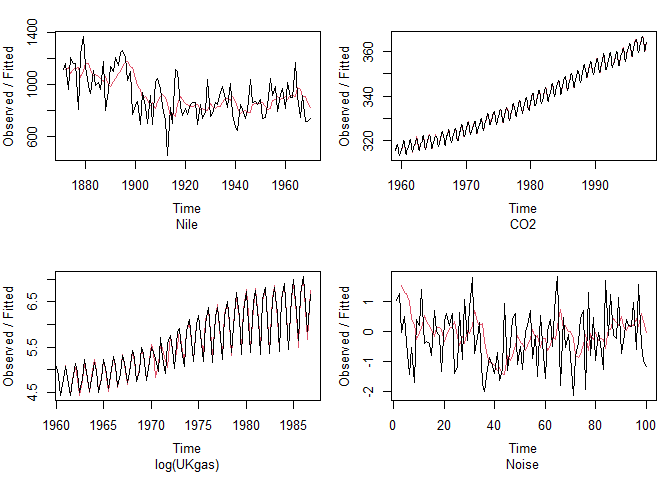 Observed / Fitted
600 1000 1400
1880 1900 1920 1940 1960
Time
Nile
Observed / Fitted
320 340 360
1960 1970 1980 1990
Time
CO2
Observed / Fitted
4.5 5.5 6.5
1960 1965 1970 1975 1980 1985
Time
log(UKgas)
Observed / Fitted
-2 -1 0 1
0 20 40 60 80 100
Time
Noise